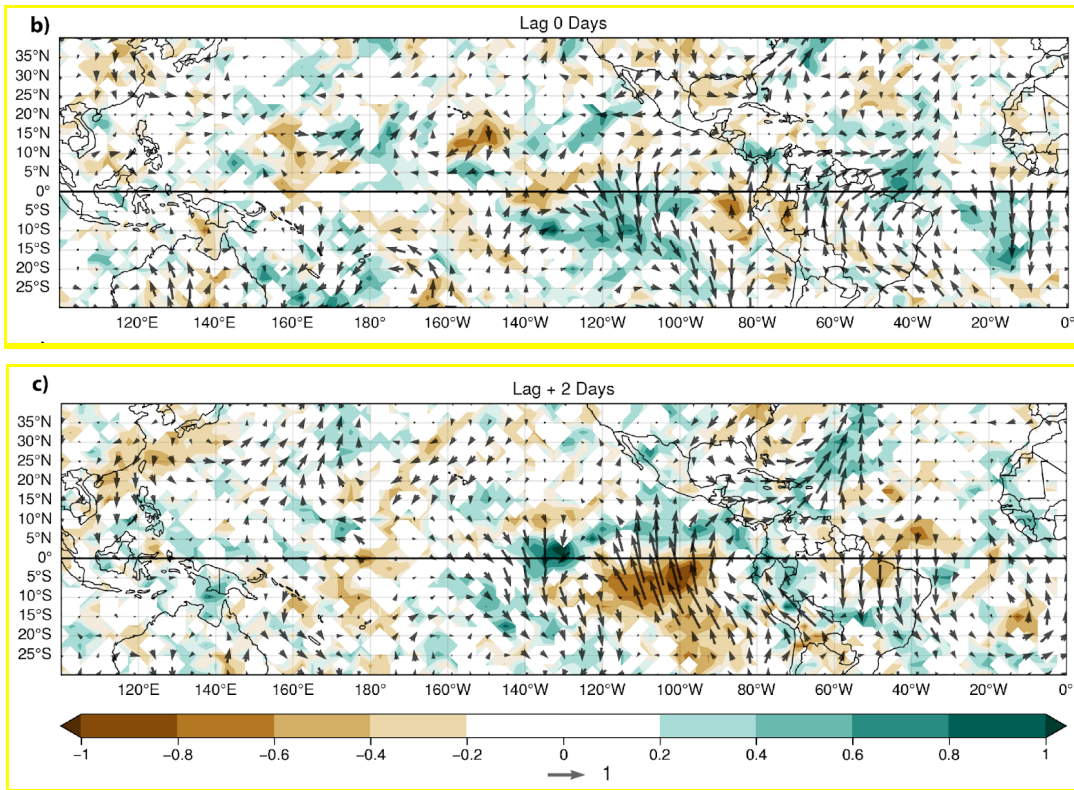 b)
Lag 0 Days
35°N
30°N
25°N
20°N
15°N
10°N
5°N
0°
5°S
10°S
15°S
20°S
25°S
120°E 140°E 160°E 180° 160°W 140°W 120°W 100°W 80°W 60°W 40°W 20°W 0°
c)
Lag + 2 Days
35°N
30°N
25°N
20°N
15°N
10°N
5°N
0°
5°S
10°S
15°S
20°S
25°S
120°E 140°E 160°E 180° 160°W 140°W 120°W 100°W 80°W 60°W 40°W 20°W 0°
−1 −0.8 −0.6 −0.4 −0.2 0 0.2 0.4 0.6 0.8 1
1